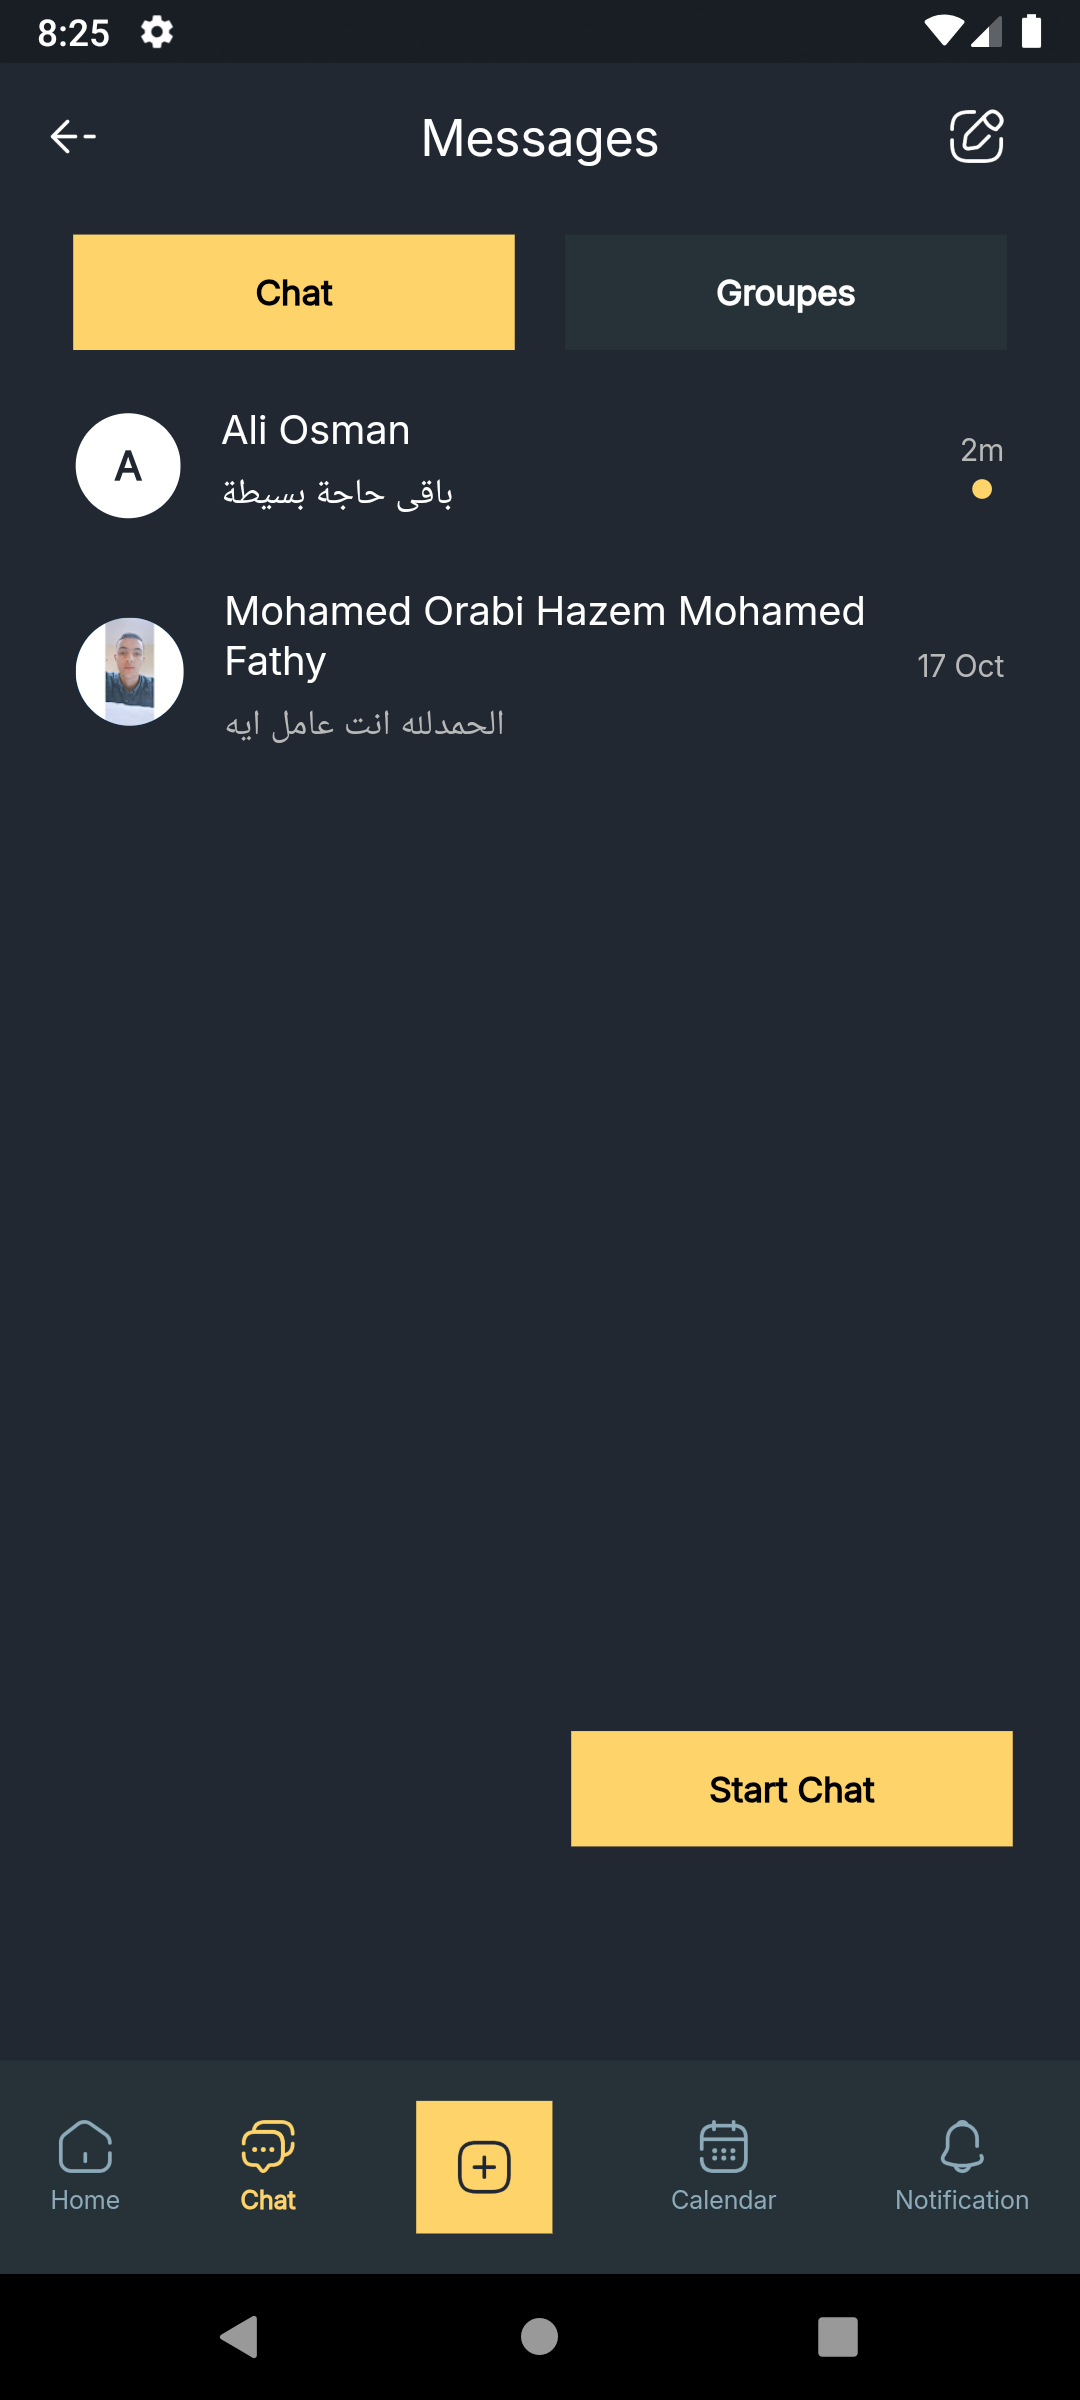 8:25
Messages
Chat
Groupes
A
Ali Osman
2m
باقى حاجة بسيطة
Mohamed Orabi Hazem Mohamed
Fathy
17 Oct
الحمدلله انت عامل ايه
Start Chat
Home
Chat
Calendar
Notification